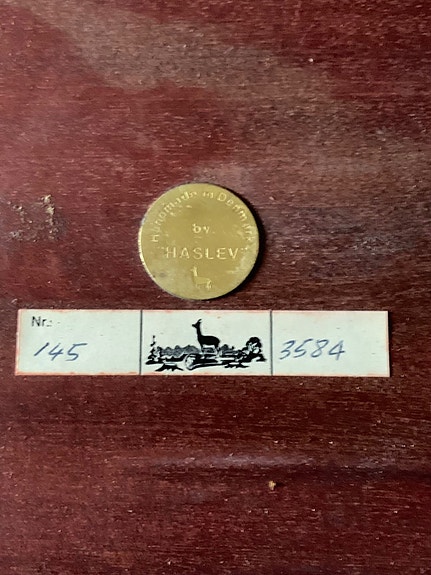 Handmade in Denmark
by
"HASLEV"
Nr.:
145
3584